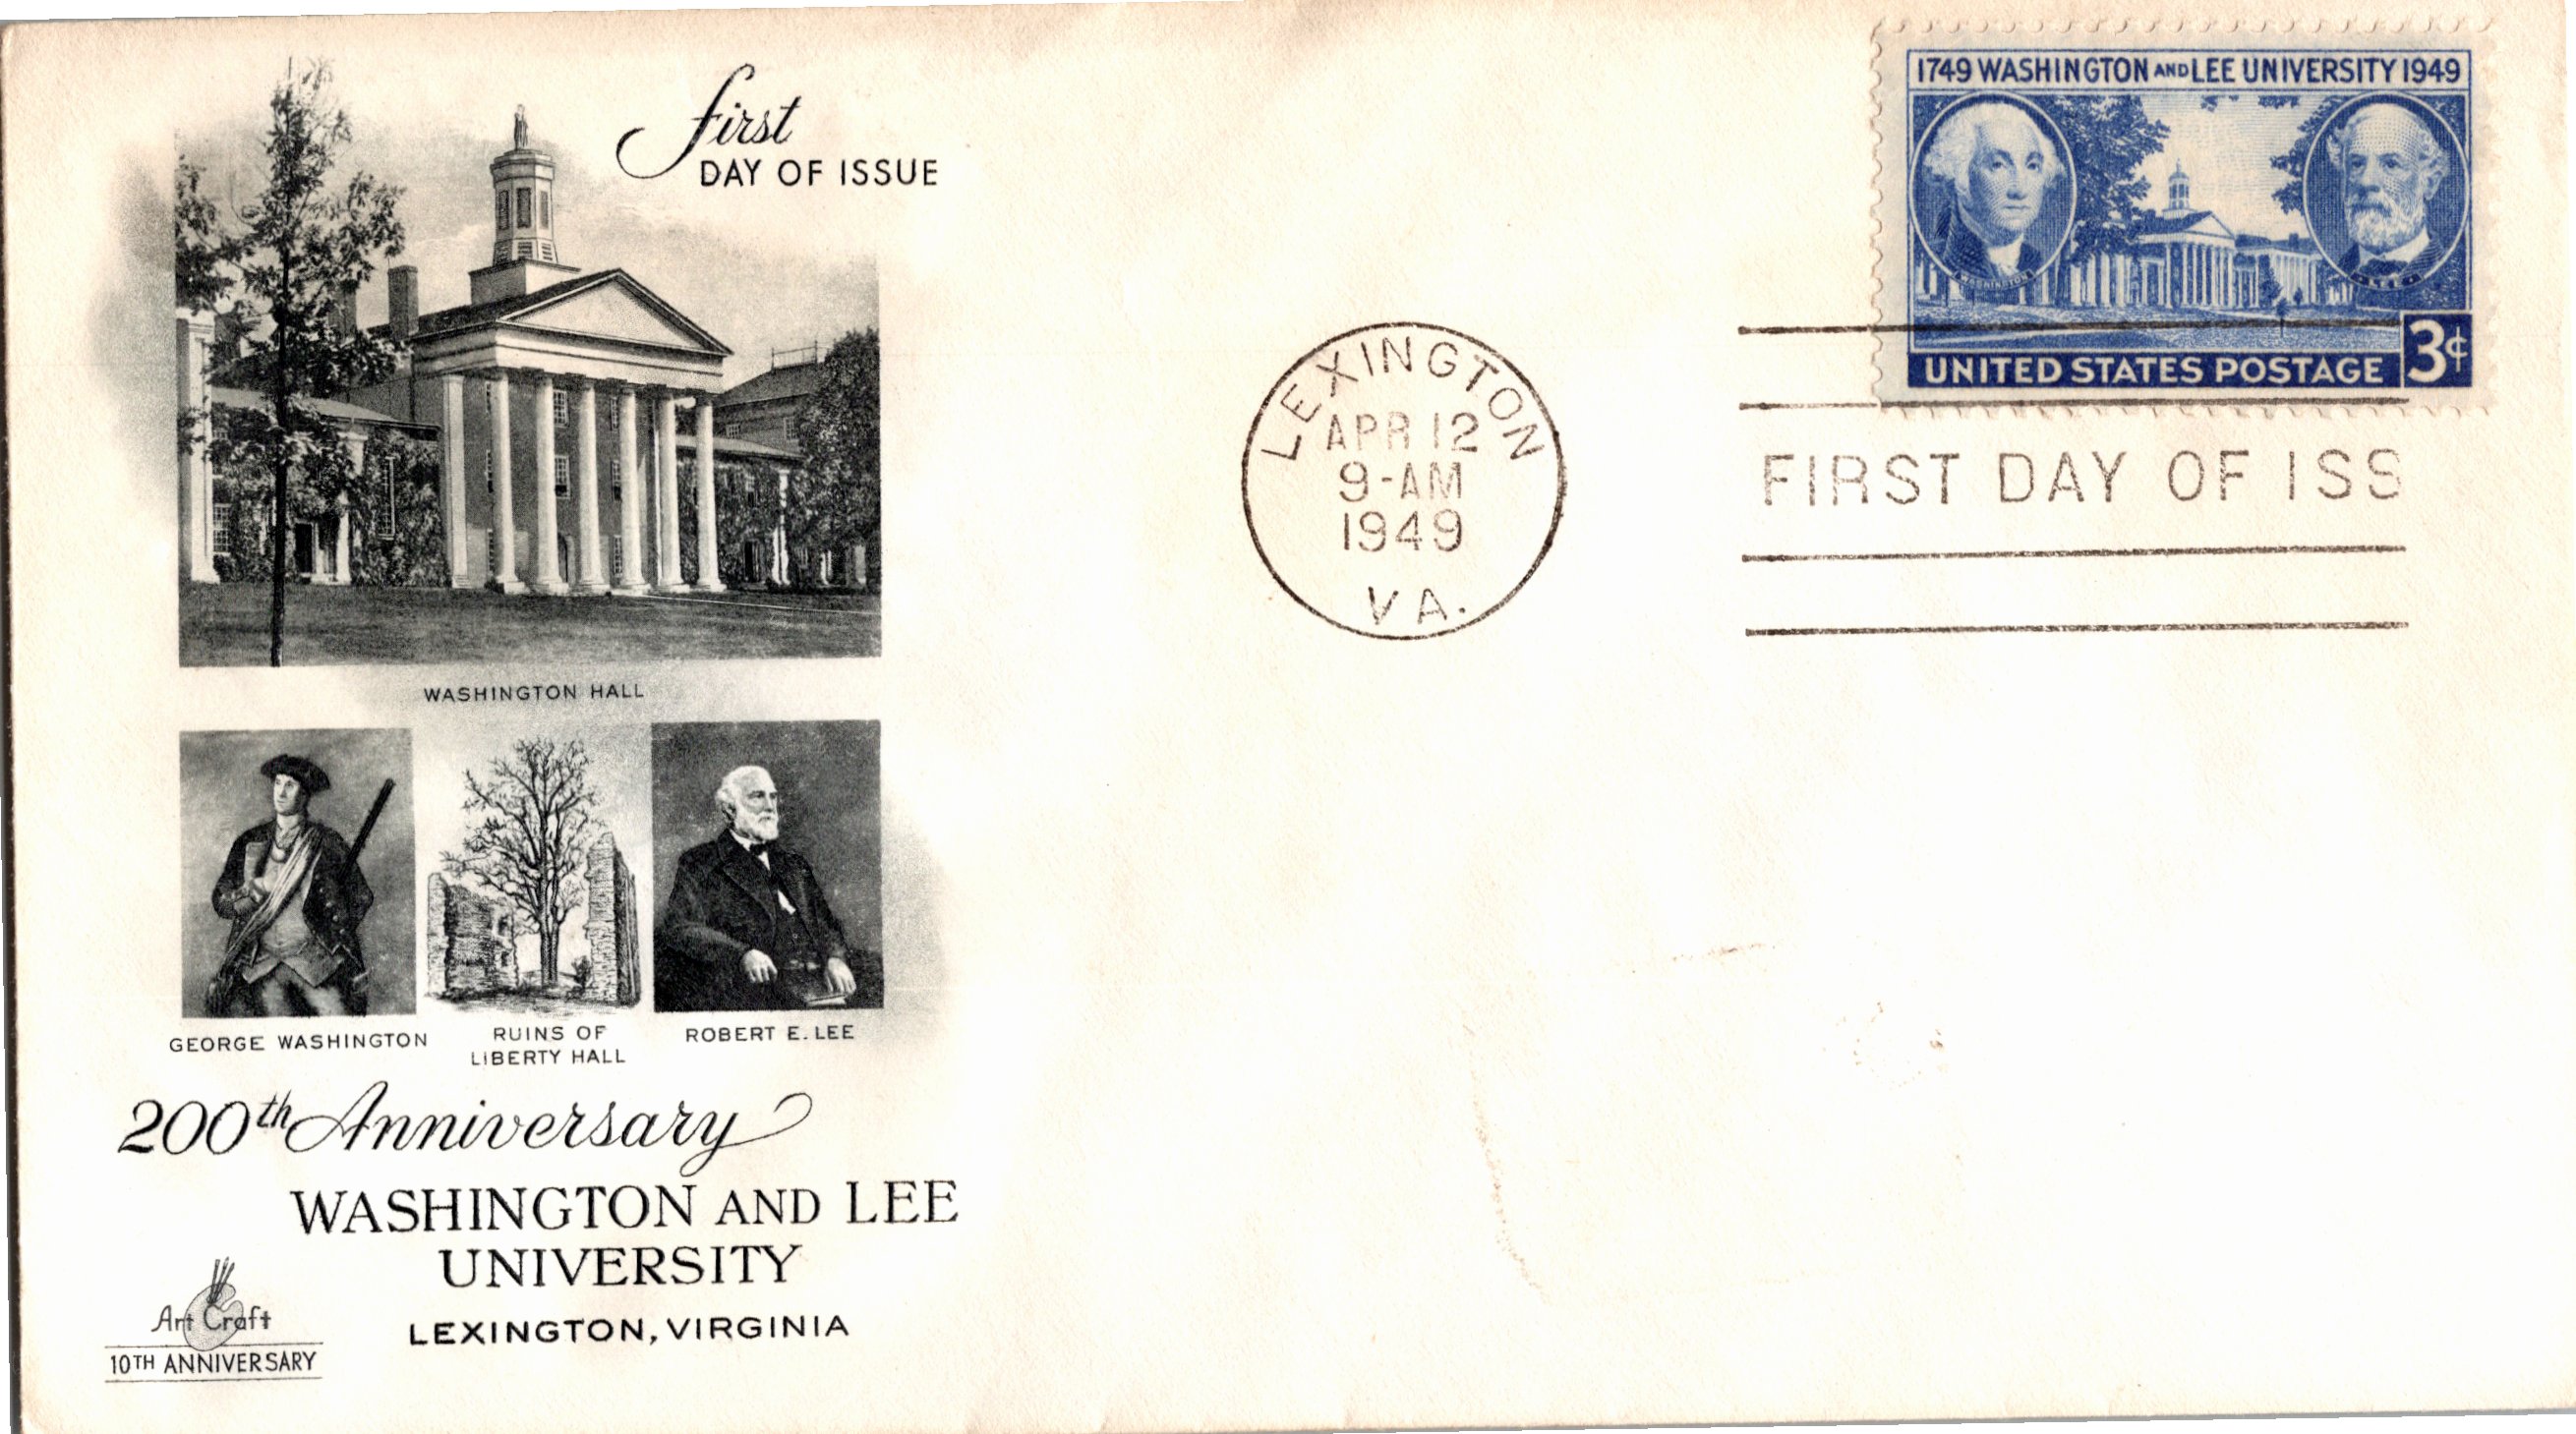 first
DAY OF ISSUE
WASHINGTON HALL
GEORGE WASHINGTON
RUINS OF
LIBERTY HALL
ROBERT E. LEE
200th Anniversary
WASHINGTON AND LEE
UNIVERSITY
LEXINGTON, VIRGINIA
Art Craft
10TH ANNIVERSARY
LEXINGTON
APR 12
9-AM
1949
VA.
1749 WASHINGTON AND LEE UNIVERSITY 1949
WASHINGTON
UNITED STATES POSTAGE 3¢
FIRST DAY OF ISS